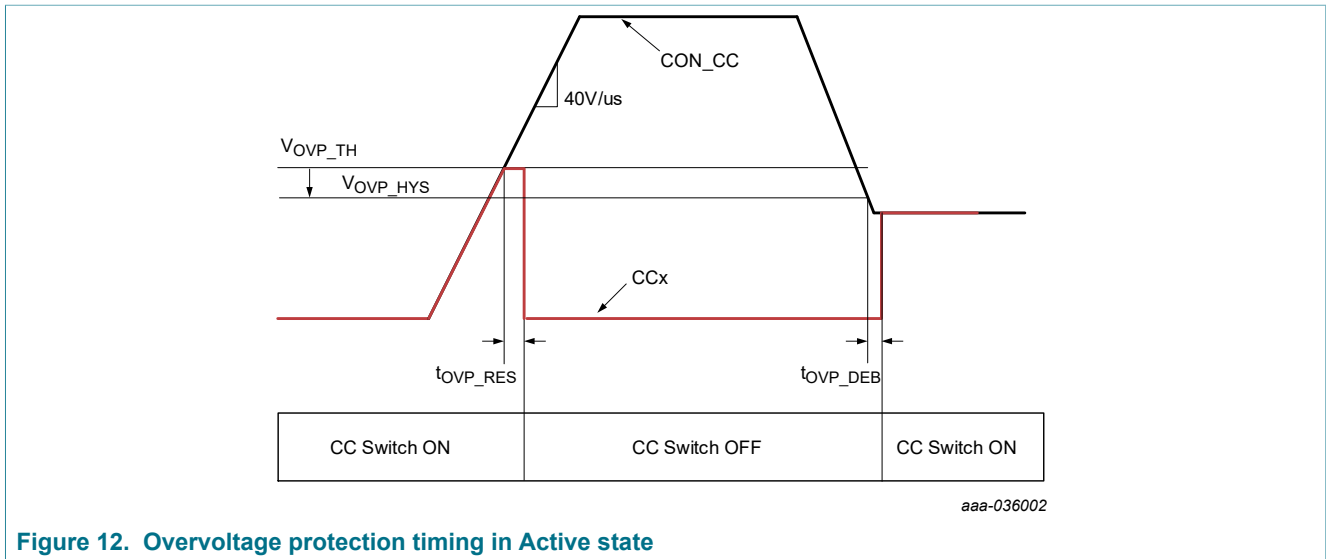 CON_CC
40V/us
VOVP_TH
VOVP_HYS
CCx
tOVP_RES
tOVP_DEB
CC Switch ON
CC Switch OFF
CC Switch ON
aaa-036002
Figure 12. Overvoltage protection timing in Active state